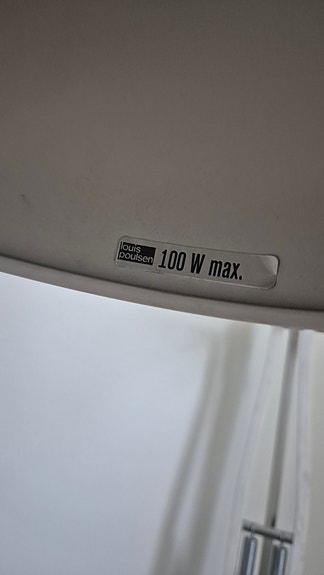 louis
poulsen
100 W max.